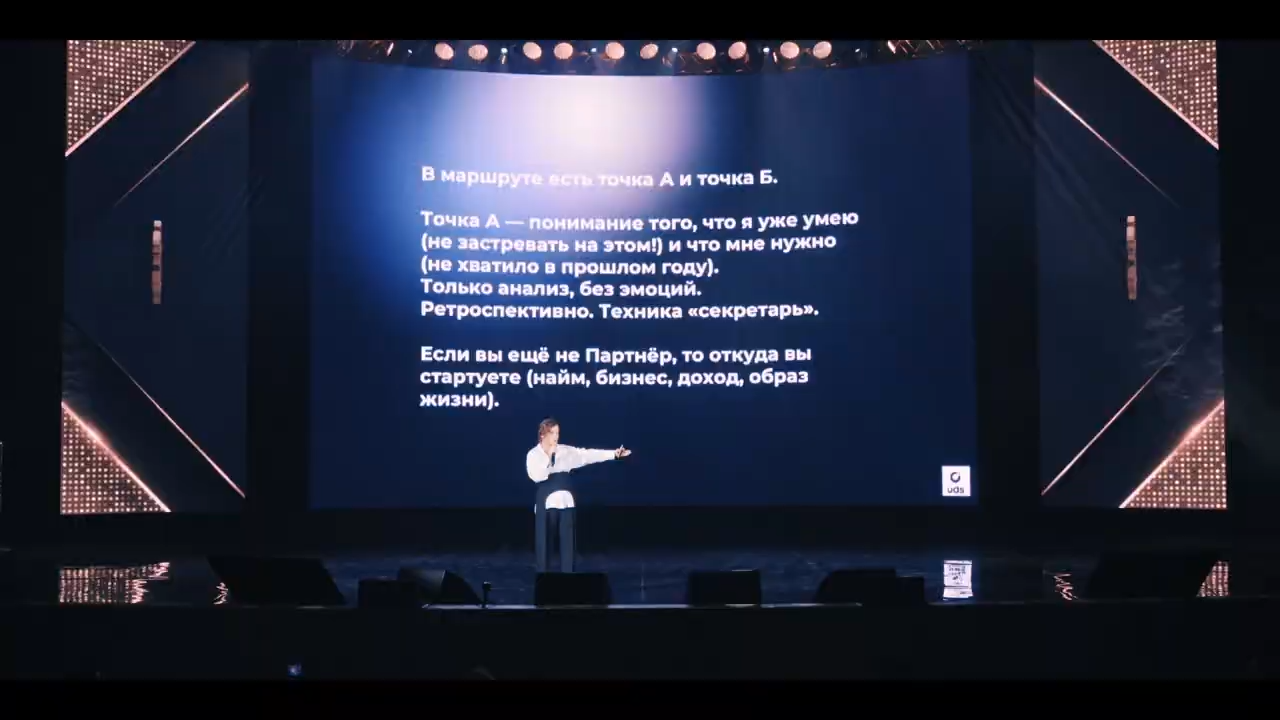 В маршруте есть точка А и точка Б.
Точка А — понимание того, что я уже умею
(не застревать на этом!) и что мне нужно
(не хватило в прошлом году).
Только анализ, без эмоций.
Ретроспективно. Техника «секретарь».
Если вы ещё не Партнёр, то откуда вы
стартуете (найм, бизнес, доход, образ
жизни).
uds